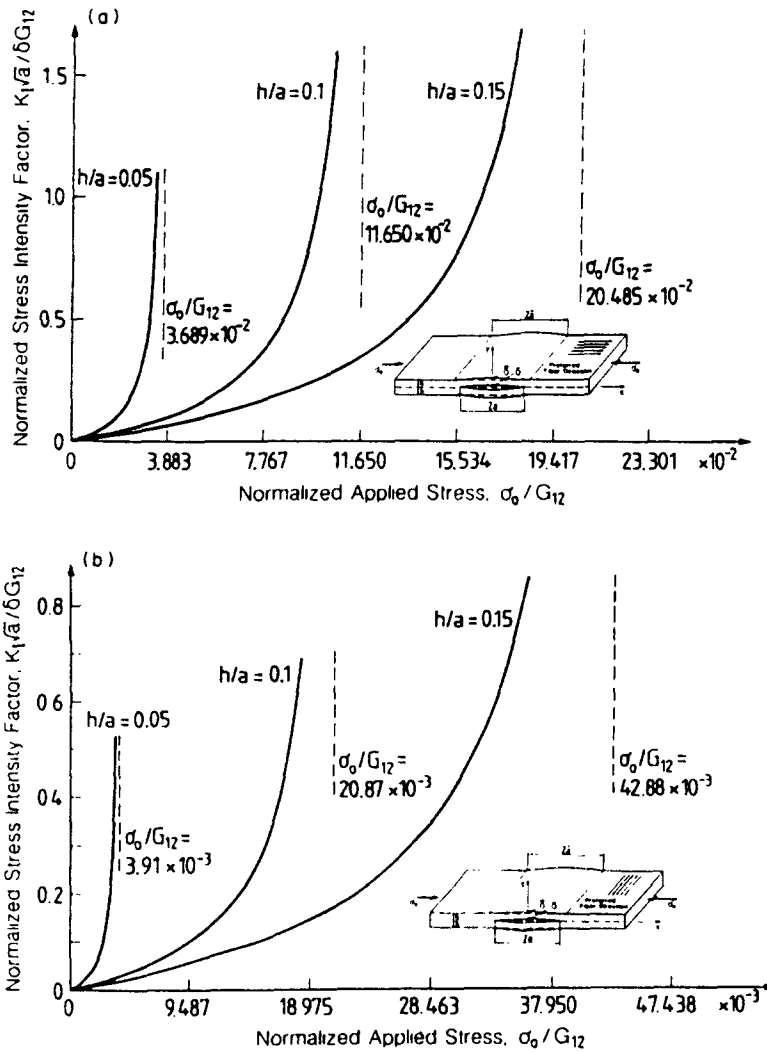 (a)
Normalized Stress Intensity Factor, K₁√a/δG₁₂
1.5
1.0
0.5
0
h/a=0.05
h/a=0.1
h/a=0.15
σ₀/G₁₂=
3.689×10⁻²
σ₀/G₁₂=
11.650×10⁻²
σ₀/G₁₂=
20.485×10⁻²
2a
0 3.883 7.767 11.650 15.534 19.417 23.301 ×10⁻²
Normalized Applied Stress, σ₀/G₁₂
(b)
Normalized Stress Intensity Factor, K₁√a/δG₁₂
0.8
0.6
0 4
0.2
0
h/a=0.05
h/a=0.1
h/a=0.15
σ₀/G₁₂=
3.91 ×10⁻³
σ₀/G₁₂=
20.87 ×10⁻³
σ₀/G₁₂=
42.88 ×10⁻³
2a
0 9.487 18.975 28.463 37.950 47.438 ×10⁻³
Normalized Applied Stress, σ₀/G₁₂